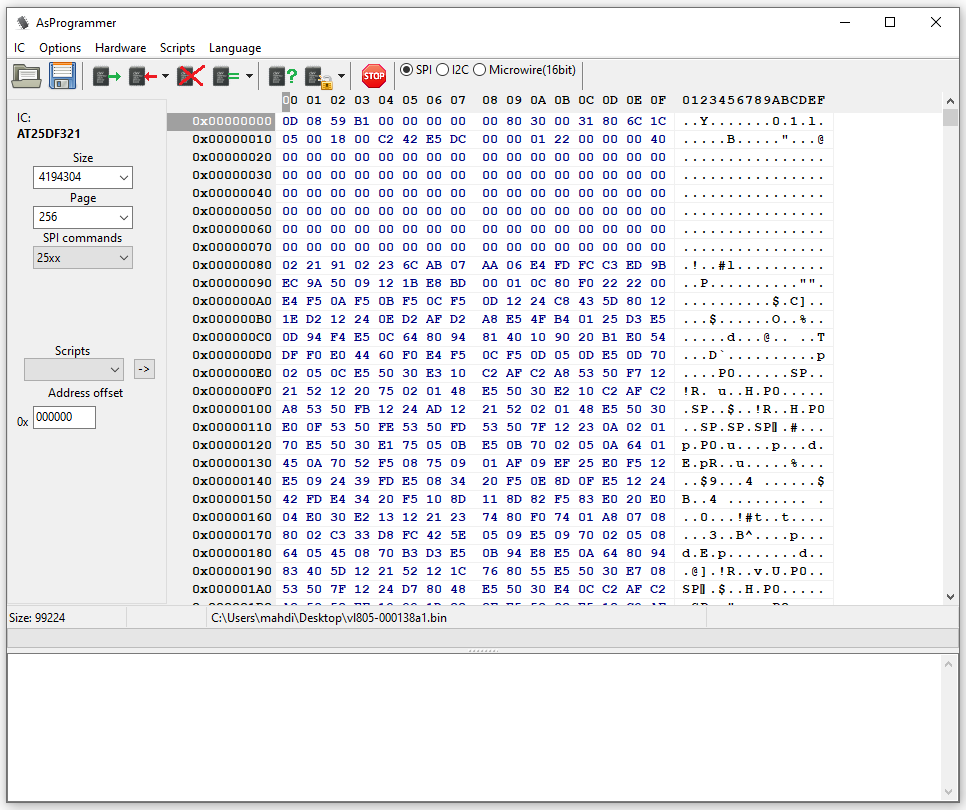 AsProgrammer
IC Options Hardware Scripts Language
STOP SPI I2C Microwire(16bit)
IC:
AT25DF321
Size
4194304
Page
256
SPI commands
25xx
Scripts
->
Address offset
0x 000000
00 01 02 03 04 05 06 07 08 09 0A 0B 0C 0D 0E 0F 0123456789ABCDEF
0x00000000 0D 08 59 B1 00 00 00 00 00 80 30 00 31 80 6C 1C ..Y.......0.1.l.
0x00000010 05 00 18 00 C2 42 E5 DC 00 00 01 22 00 00 00 40 .....B....."...@
0x00000020 00 00 00 00 00 00 00 00 00 00 00 00 00 00 00 00 ................
0x00000030 00 00 00 00 00 00 00 00 00 00 00 00 00 00 00 00 ................
0x00000040 00 00 00 00 00 00 00 00 00 00 00 00 00 00 00 00 ................
0x00000050 00 00 00 00 00 00 00 00 00 00 00 00 00 00 00 00 ................
0x00000060 00 00 00 00 00 00 00 00 00 00 00 00 00 00 00 00 ................
0x00000070 00 00 00 00 00 00 00 00 00 00 00 00 00 00 00 00 ................
0x00000080 02 21 91 02 23 6C AB 07 AA 06 E4 FD FC C3 ED 9B .!..#l..........
0x00000090 EC 9A 50 09 12 1B E8 BD 00 01 0C 80 F0 22 22 00 ..P.........."".
0x000000A0 E4 F5 0A F5 0B F5 0C F5 0D 12 24 C8 43 5D 80 12 ..........$.C]..
0x000000B0 1E D2 12 24 0E D2 AF D2 A8 E5 4F B4 01 25 D3 E5 ...$......O..%..
0x000000C0 0D 94 F4 E5 0C 64 80 94 81 40 10 90 20 B1 E0 54 .....d...@.. ..T
0x000000D0 DF F0 E0 44 60 F0 E4 F5 0C F5 0D 05 0D E5 0D 70 ...D`..........p
0x000000E0 02 05 0C E5 50 30 E3 10 C2 AF C2 A8 53 50 F7 12 ....P0......SP..
0x000000F0 21 52 12 20 75 02 01 48 E5 50 30 E2 10 C2 AF C2 !R. u..H.P0.....
0x00000100 A8 53 50 FB 12 24 AD 12 21 52 02 01 48 E5 50 30 .SP..$..!R..H.P0
0x00000110 E0 0F 53 50 FE 53 50 FD 53 50 7F 12 23 0A 02 01 ..SP.SP.SP.#...
0x00000120 70 E5 50 30 E1 75 05 0B E5 0B 70 02 05 0A 64 01 p.P0.u....p...d.
0x00000130 45 0A 70 52 F5 08 75 09 01 AF 09 EF 25 E0 F5 12 E.pR..u.....%...
0x00000140 E5 09 24 39 FD E5 08 34 20 F5 0E 8D 0F E5 12 24 ..$9...4 ......$
0x00000150 42 FD E4 34 20 F5 10 8D 11 8D 82 F5 83 E0 20 E0 B..4 ......... .
0x00000160 04 E0 30 E2 13 12 21 23 74 80 F0 74 01 A8 07 08 ..0...!#t..t....
0x00000170 80 02 C3 33 D8 FC 42 5E 05 09 E5 09 70 02 05 08 ...3..B^....p...
0x00000180 64 05 45 08 70 B3 D3 E5 0B 94 E8 E5 0A 64 80 94 d.E.p........d..
0x00000190 83 40 5D 12 21 52 12 1C 76 80 55 E5 50 30 E7 08 .@].!R..v.U.P0..
0x000001A0 53 50 7F 12 24 D7 80 48 E5 50 30 E4 0C C2 AF C2 SP.$..H.P0.....
Size: 99224 C:\Users\mahdi\Desktop\vl805-000138a1.bin